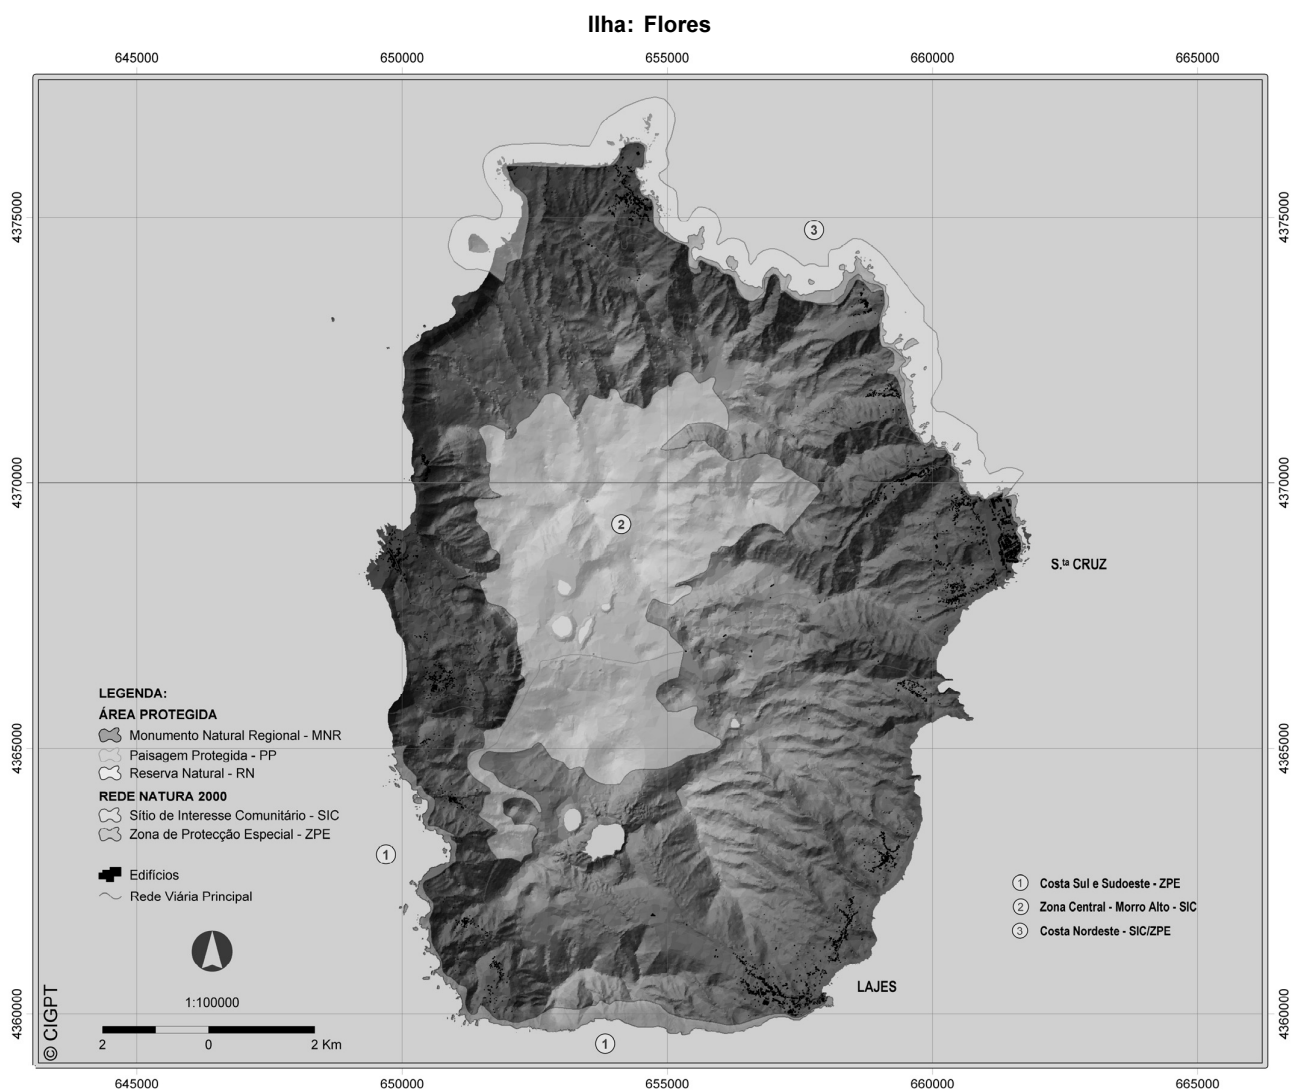 Ilha: Flores
645000 650000 655000 660000 665000
4375000 4375000
3
4370000 4370000
2
S.ta CRUZ
LEGENDA:
ÁREA PROTEGIDA
Monumento Natural Regional - MNR
Paisagem Protegida - PP
Reserva Natural - RN
REDE NATURA 2000
Sítio de Interesse Comunitário - SIC
Zona de Protecção Especial - ZPE
Edifícios
Rede Viária Principal
4365000 4365000
1
1 Costa Sul e Sudoeste - ZPE
2 Zona Central - Morro Alto - SIC
3 Costa Nordeste - SIC/ZPE
LAJES
1:100000
2 0 2 Km
© CIGPT
4360000 4360000
1
645000 650000 655000 660000 665000